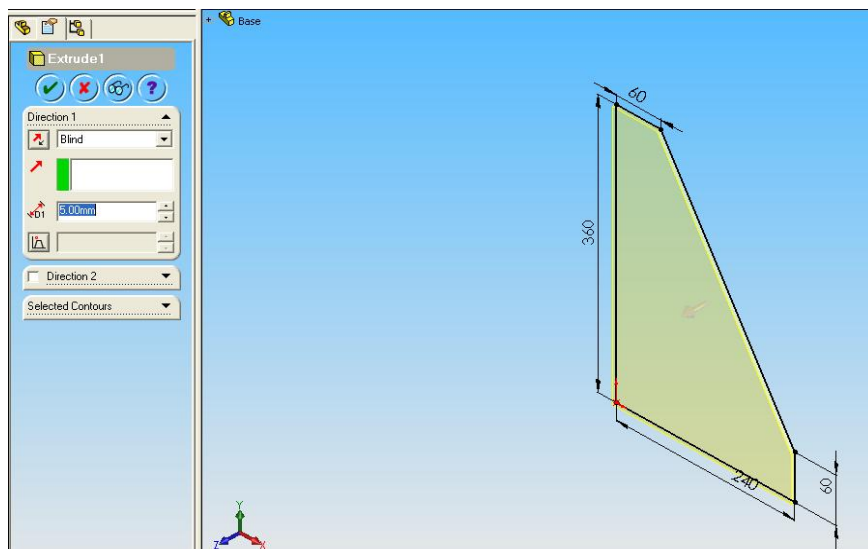 Base
Extrude1
?
Direction 1
Blind
D1
5.00mm
Direction 2
Selected Contours
60
360
240
60
Y
Z
X